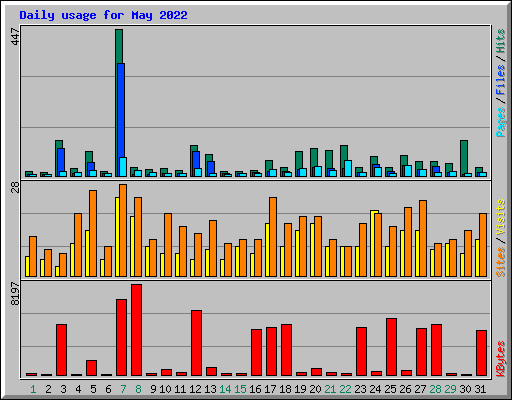 Daily usage for May 2022
447
Pages / Files / Hits
28
Sites / Visits
8197
KBytes
1 2 3 4 5 6 7 8 9 10 11 12 13 14 15 16 17 18 19 20 21 22 23 24 25 26 27 28 29 30 31